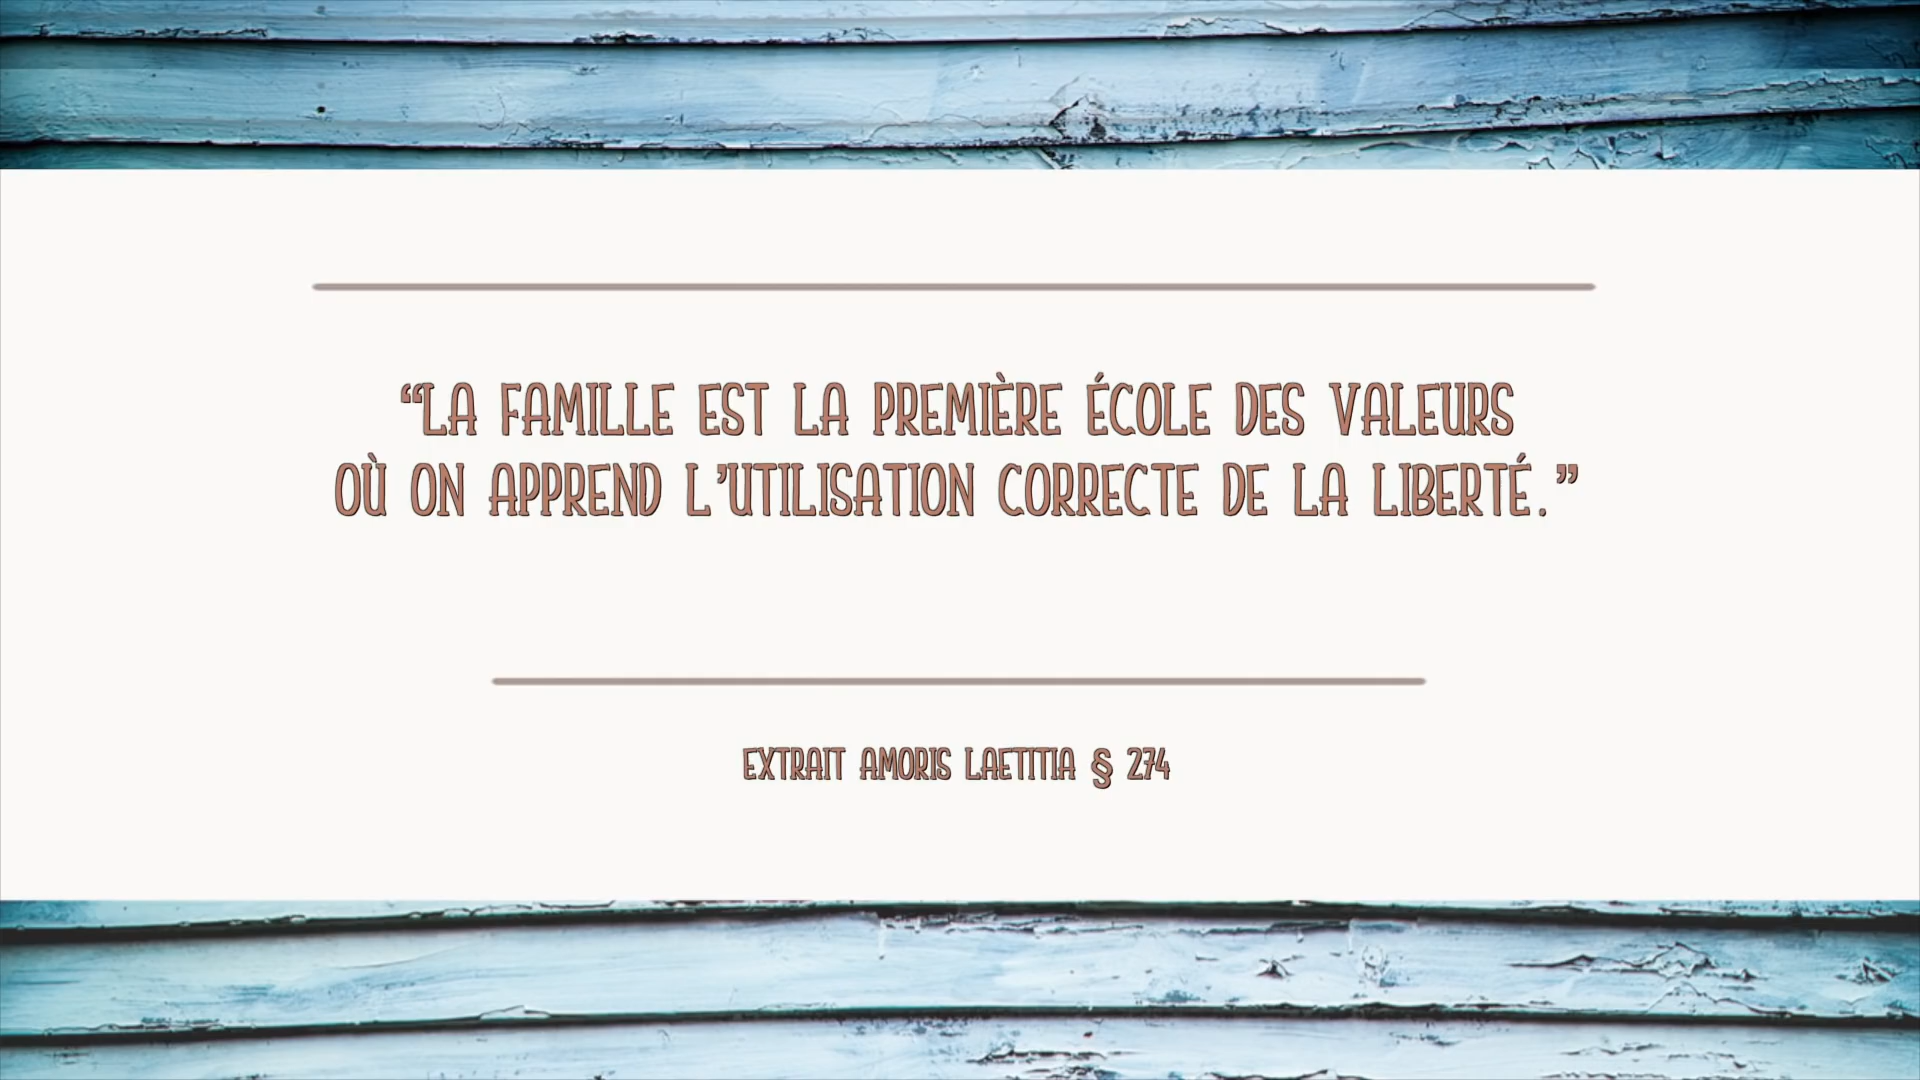 “LA FAMILLE EST LA PREMIÈRE ÉCOLE DES VALEURS
OÙ ON APPREND L’UTILISATION CORRECTE DE LA LIBERTÉ.”
EXTRAIT AMORIS LAETITIA § 274